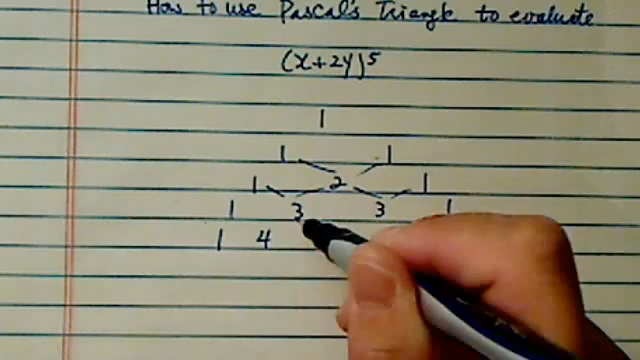 How to use Pascal's Triangle to evaluate
(x+2y)⁵
1
1 1
1 2 1
1 3 3 1
1 4